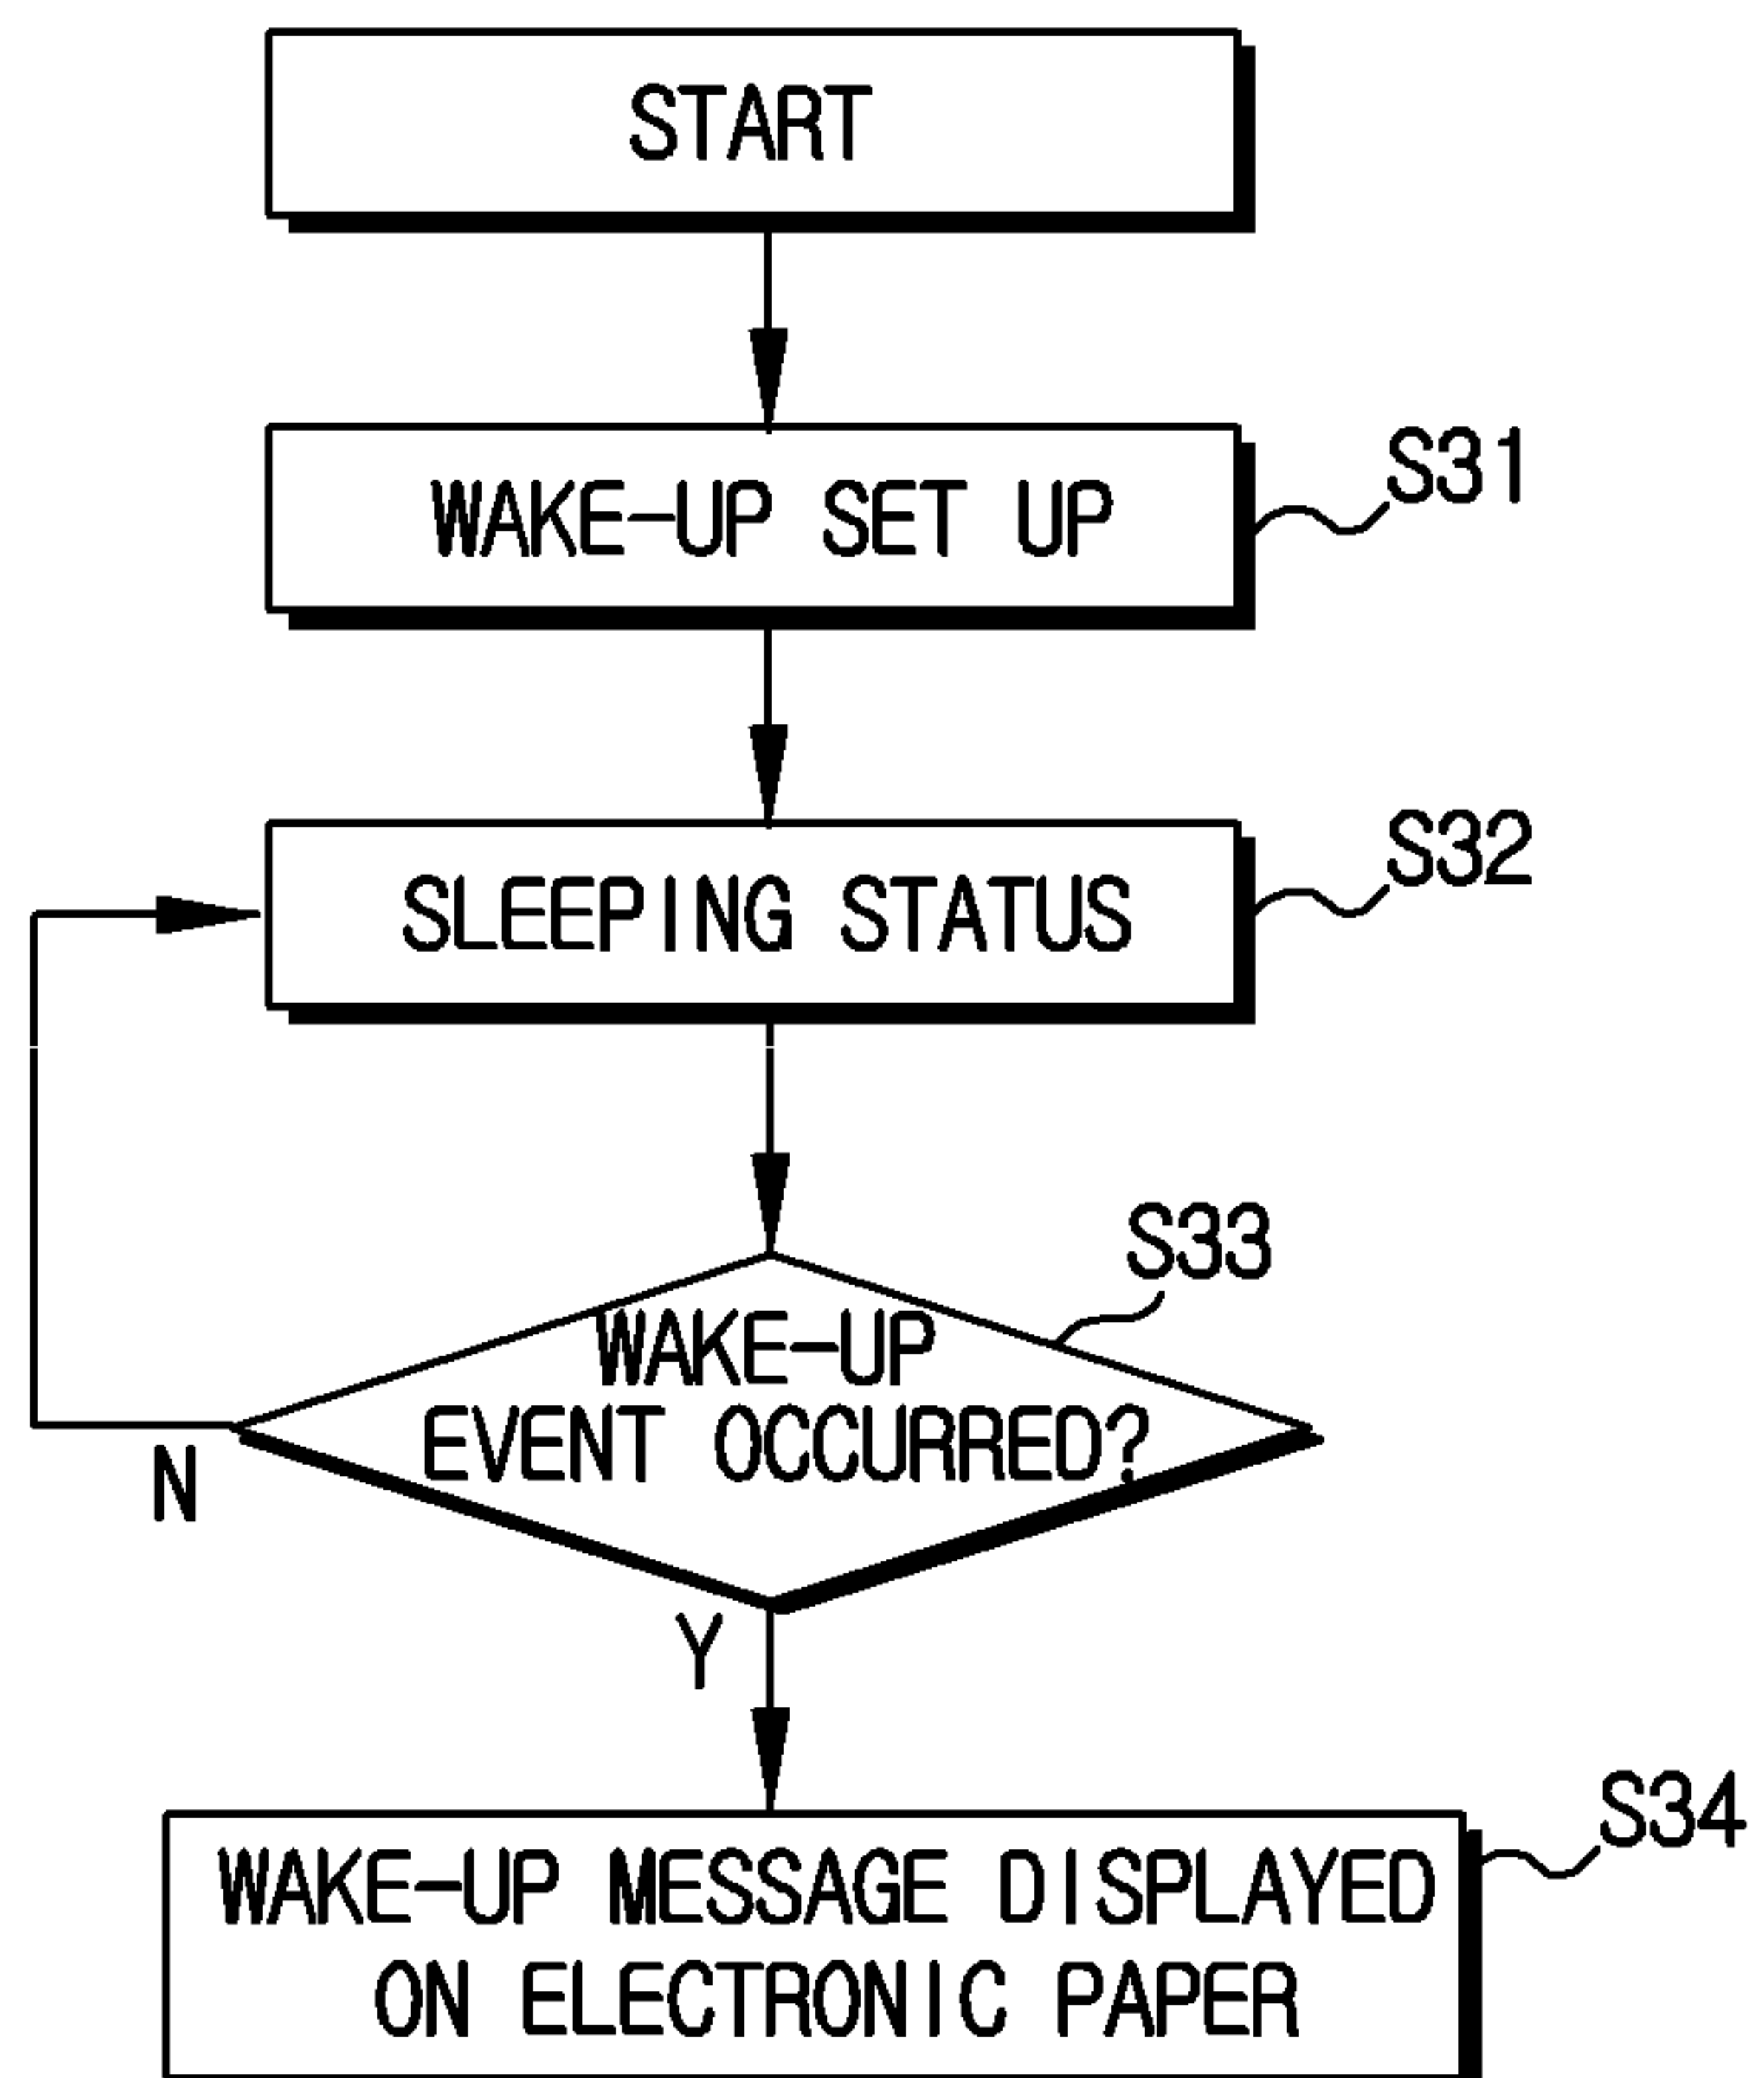 START
WAKE-UP SET UP
S31
SLEEPING STATUS
S32
S33
WAKE-UP
EVENT OCCURRED?
N
Y
S34
WAKE-UP MESSAGE DISPLAYED
ON ELECTRONIC PAPER